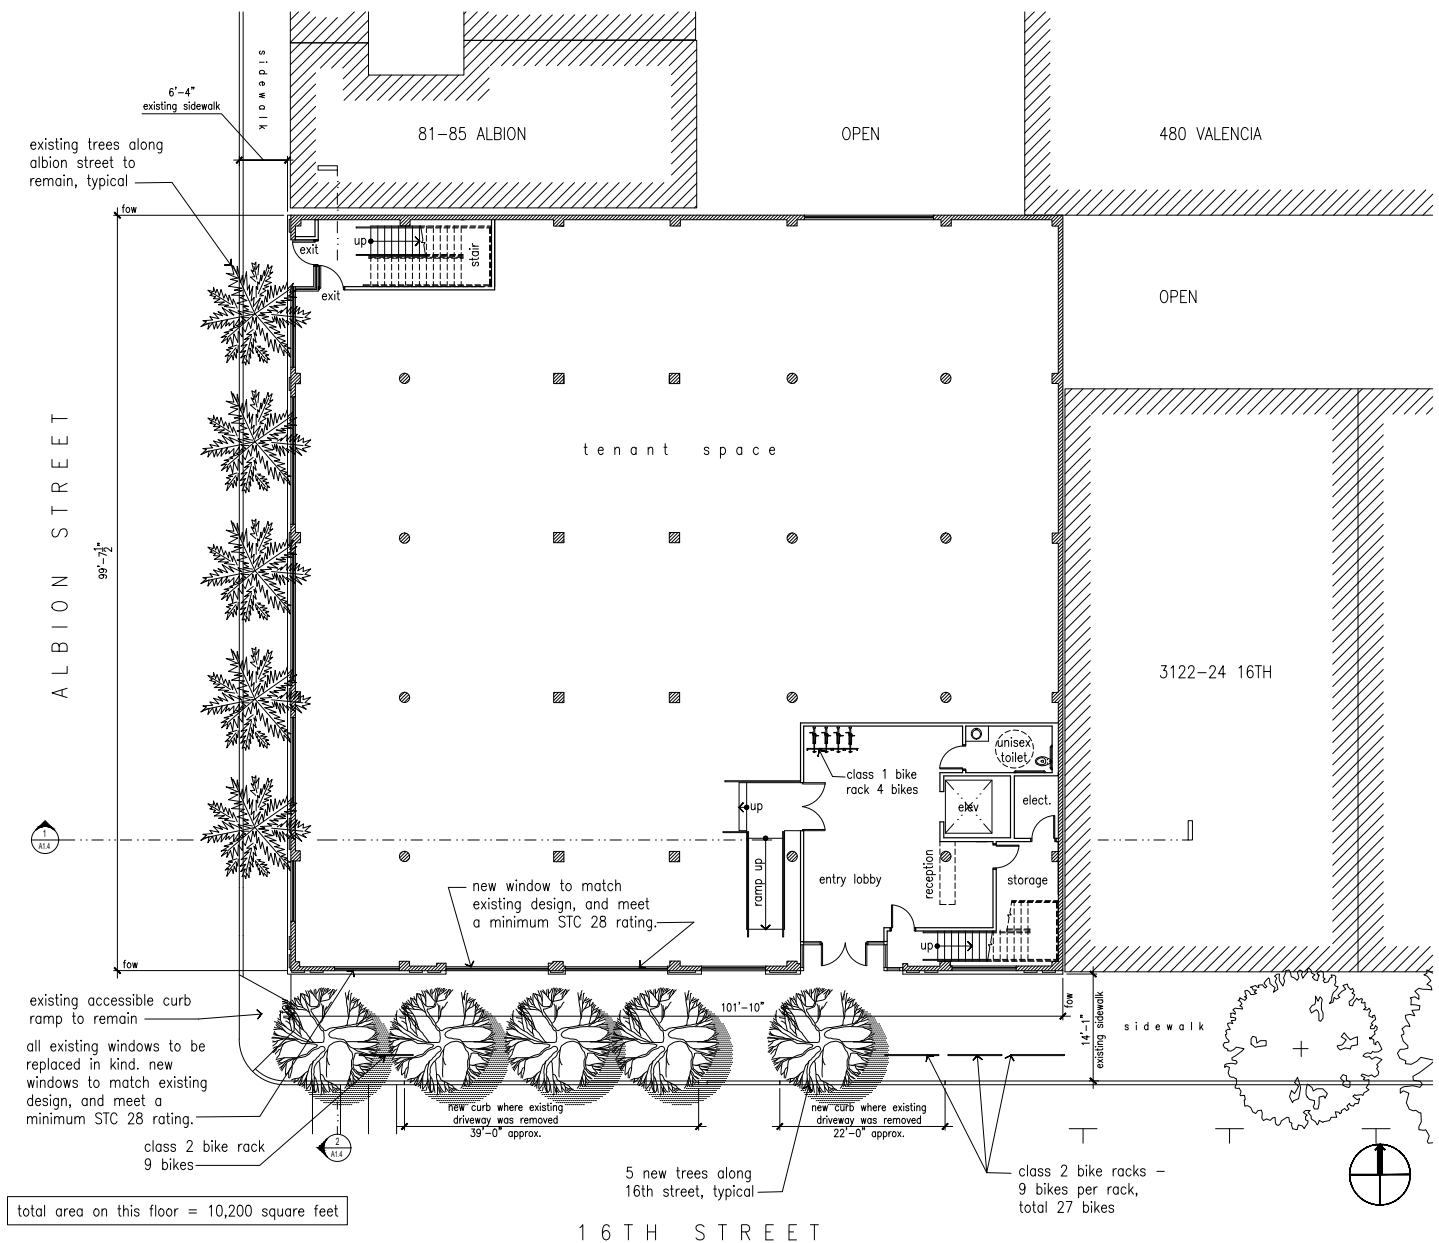 sidewalk
6'-4"
existing sidewalk
81-85 ALBION
OPEN
480 VALENCIA
existing trees along
albion street to
remain, typical
fow
exit
up
stair
exit
OPEN
ALBION STREET
99'-7 1/2"
tenant space
3122-24 16TH
unisex
toilet
class 1 bike
rack 4 bikes
elev
elect.
up
1
A1.4
ramp up
entry lobby
reception
storage
new window to match
existing design, and meet
a minimum STC 28 rating.
up
fow
existing accessible curb
ramp to remain
101'-10"
fow
14'-1"
existing sidewalk
sidewalk
all existing windows to be
replaced in kind. new
windows to match existing
design, and meet a
minimum STC 28 rating.
new curb where existing
driveway was removed
39'-0" approx.
new curb where existing
driveway was removed
22'-0" approx.
class 2 bike rack
9 bikes
2
A1.4
5 new trees along
16th street, typical
class 2 bike racks -
9 bikes per rack,
total 27 bikes
total area on this floor = 10,200 square feet
16TH STREET